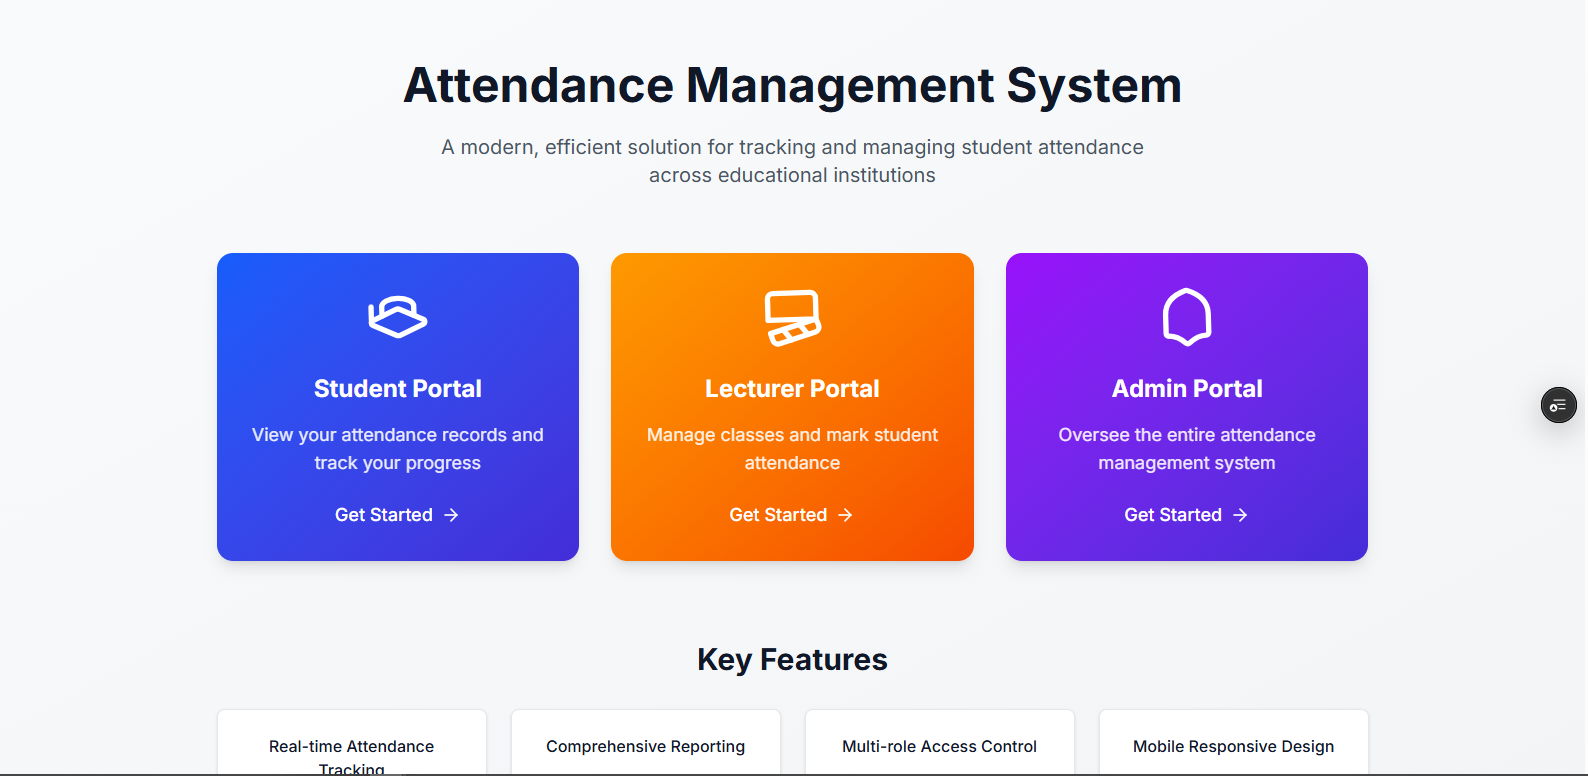 Attendance Management System
A modern, efficient solution for tracking and managing student attendance
across educational institutions
Student Portal
View your attendance records and
track your progress
Get Started
Lecturer Portal
Manage classes and mark student
attendance
Get Started
Admin Portal
Oversee the entire attendance
management system
Get Started
Key Features
Real-time Attendance
Tracking
Comprehensive Reporting
Multi-role Access Control
Mobile Responsive Design